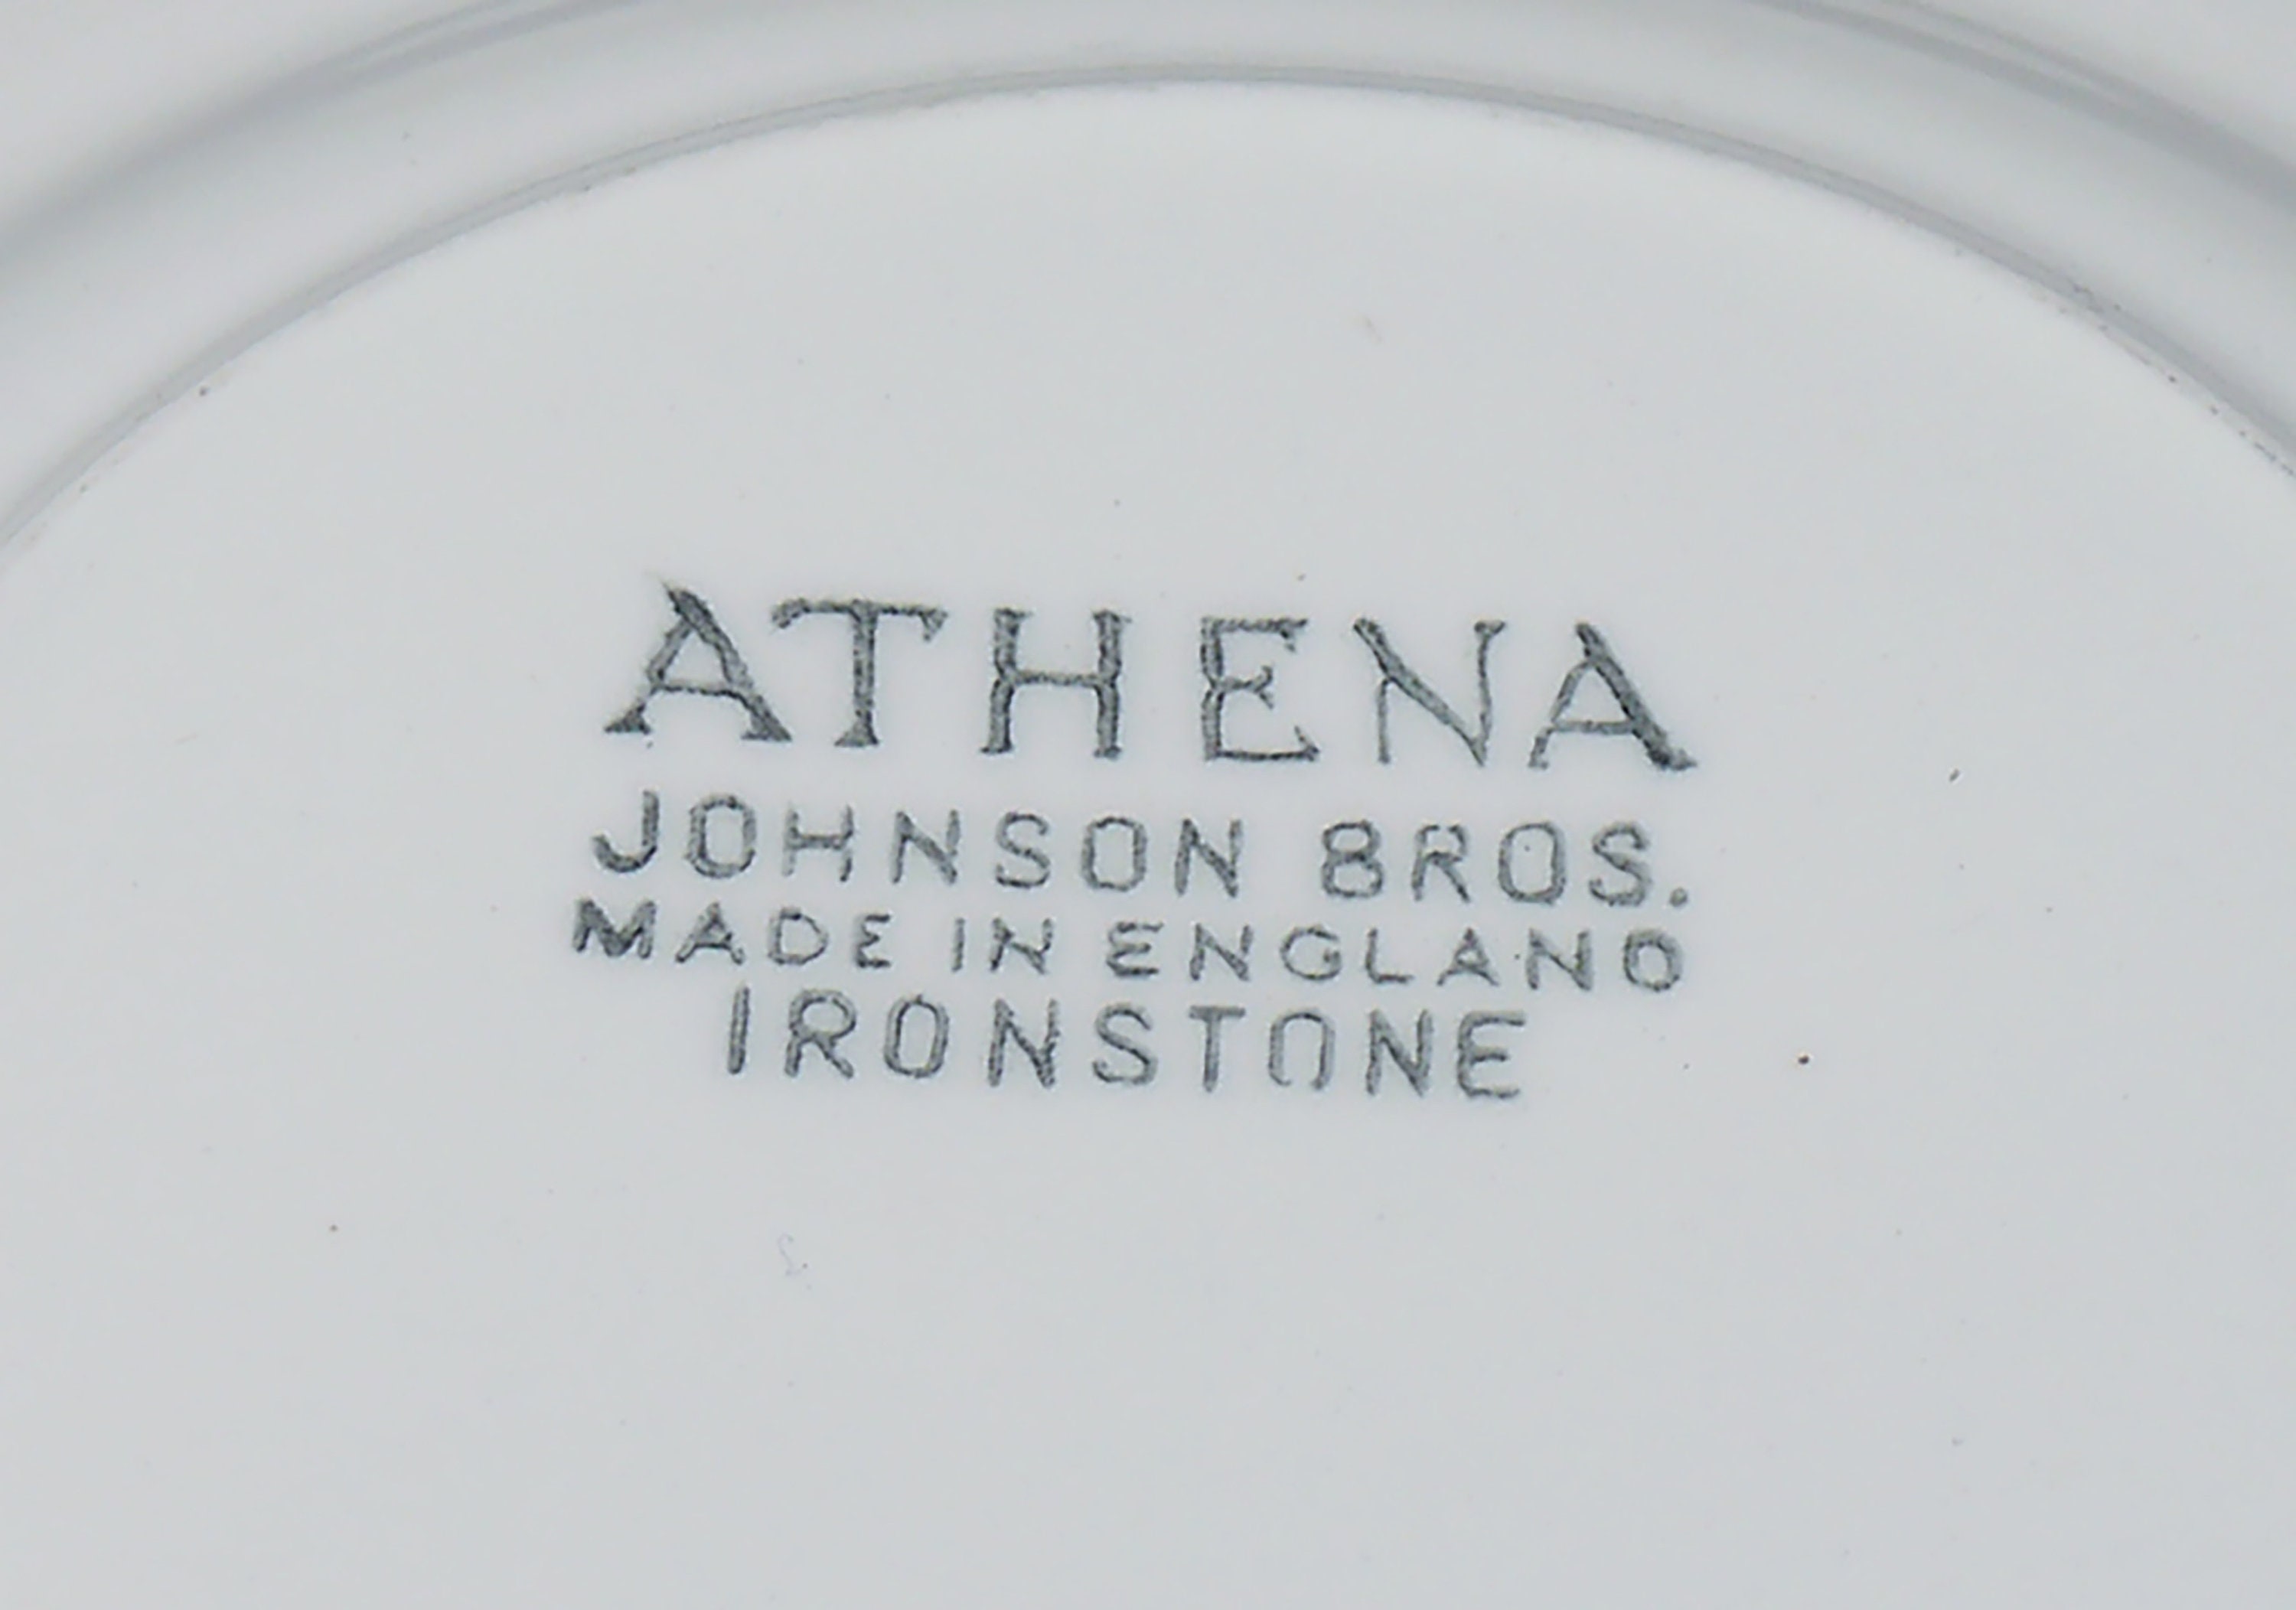 ATHENA
JOHNSON BROS.
MADE IN ENGLAND
IRONSTONE